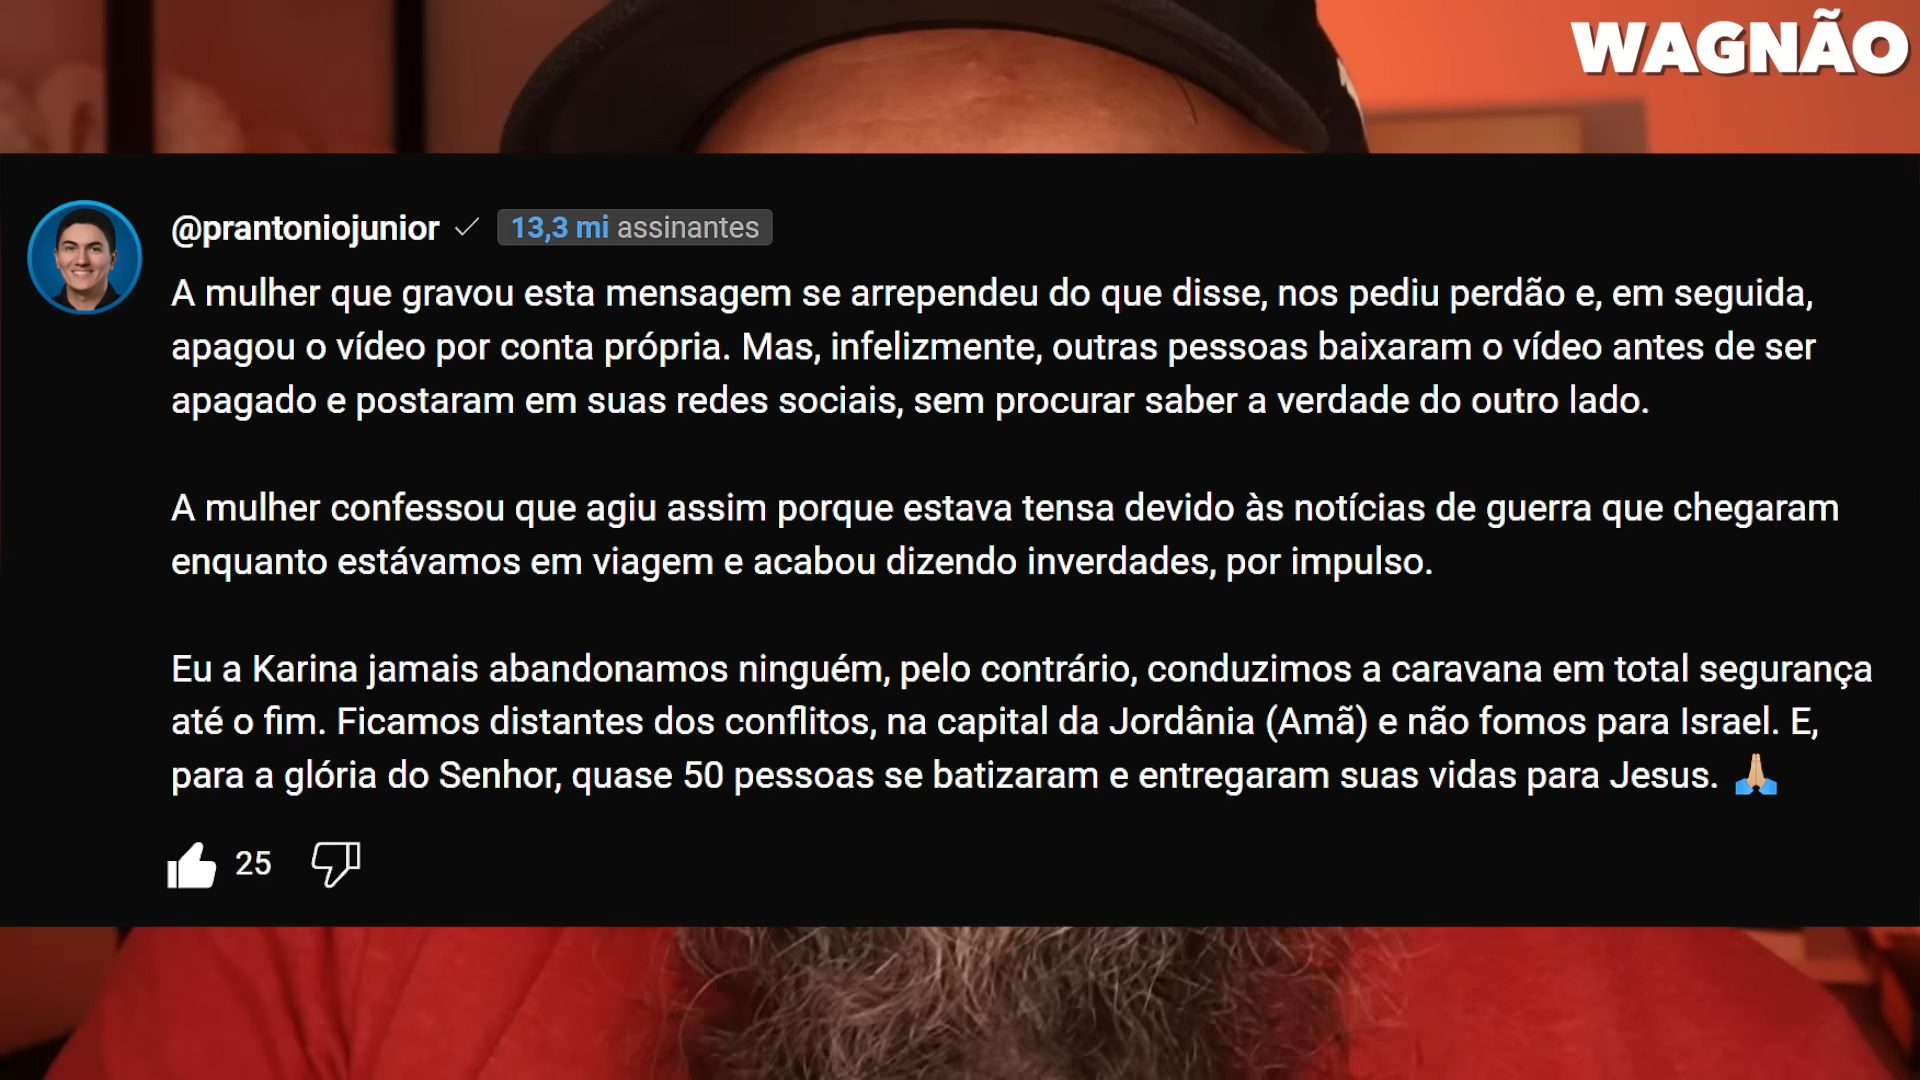 WAGNÃO
@prantoniojunior 13,3 mi assinantes
A mulher que gravou esta mensagem se arrependeu do que disse, nos pediu perdão e, em seguida,
apagou o vídeo por conta própria. Mas, infelizmente, outras pessoas baixaram o vídeo antes de ser
apagado e postaram em suas redes sociais, sem procurar saber a verdade do outro lado.
A mulher confessou que agiu assim porque estava tensa devido às notícias de guerra que chegaram
enquanto estávamos em viagem e acabou dizendo inverdades, por impulso.
Eu a Karina jamais abandonamos ninguém, pelo contrário, conduzimos a caravana em total segurança
até o fim. Ficamos distantes dos conflitos, na capital da Jordânia (Amã) e não fomos para Israel. E,
para a glória do Senhor, quase 50 pessoas se batizaram e entregaram suas vidas para Jesus. 🙏🏼
25